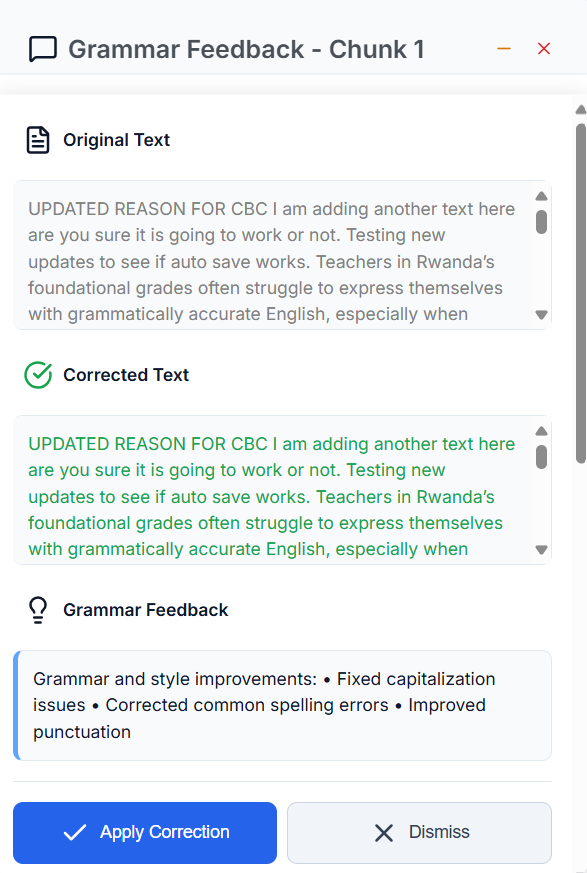 Grammar Feedback - Chunk 1
Original Text
UPDATED REASON FOR CBC I am adding another text here
are you sure it is going to work or not. Testing new
updates to see if auto save works. Teachers in Rwanda’s
foundational grades often struggle to express themselves
with grammatically accurate English, especially when
Corrected Text
UPDATED REASON FOR CBC I am adding another text here
are you sure it is going to work or not. Testing new
updates to see if auto save works. Teachers in Rwanda’s
foundational grades often struggle to express themselves
with grammatically accurate English, especially when
Grammar Feedback
Grammar and style improvements: • Fixed capitalization
issues • Corrected common spelling errors • Improved
punctuation
Apply Correction
Dismiss